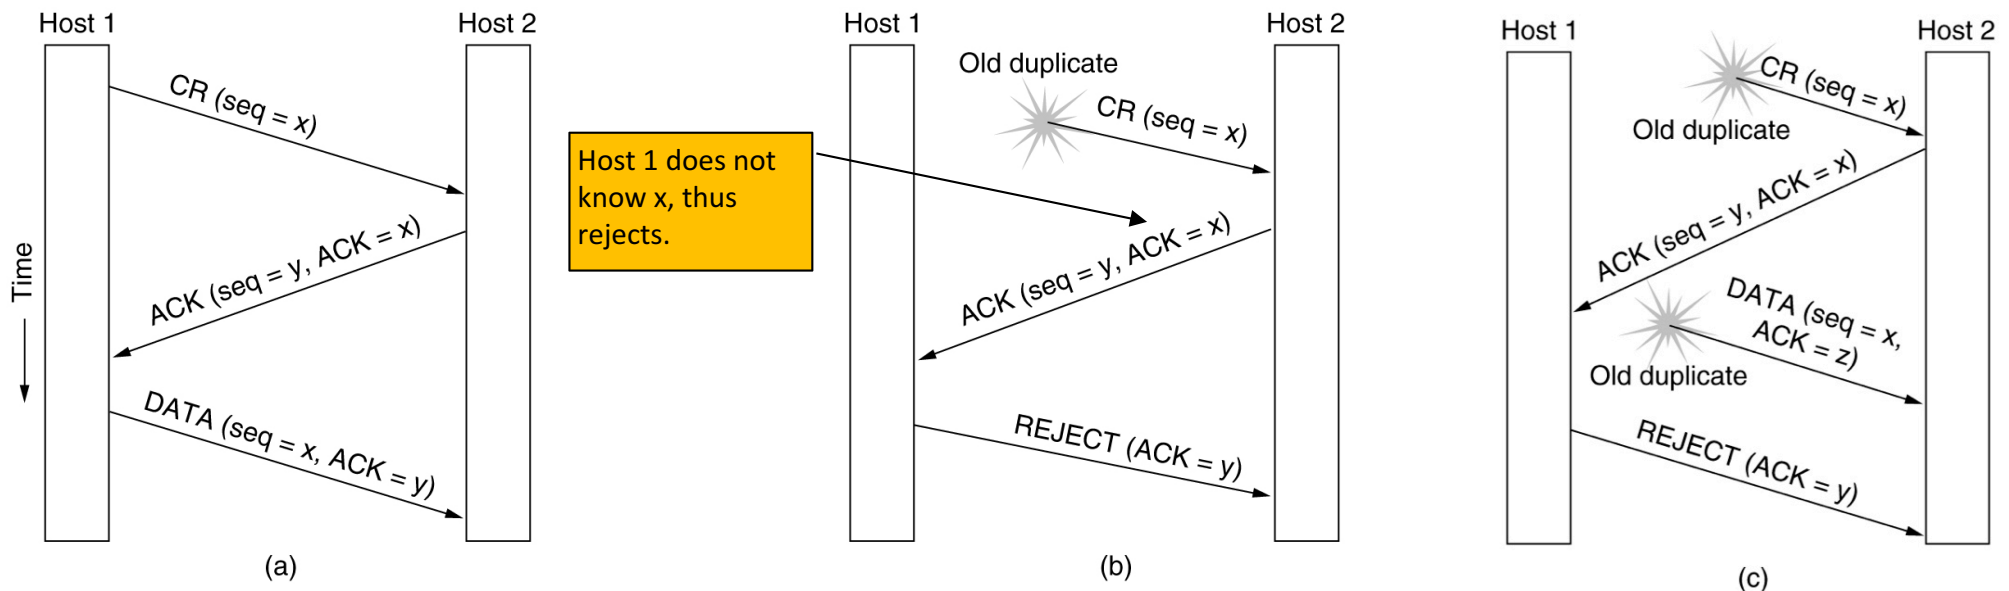 Host 1
Host 2
CR (seq = x)
ACK (seq = y, ACK = x)
DATA (seq = x, ACK = y)
Time
(a)
Host 1 does not
know x, thus
rejects.
Host 1
Host 2
Old duplicate
CR (seq = x)
ACK (seq = y, ACK = x)
REJECT (ACK = y)
(b)
Host 1
Host 2
CR (seq = x)
Old duplicate
ACK (seq = y, ACK = x)
DATA (seq = x,
ACK = z)
Old duplicate
REJECT (ACK = y)
(c)